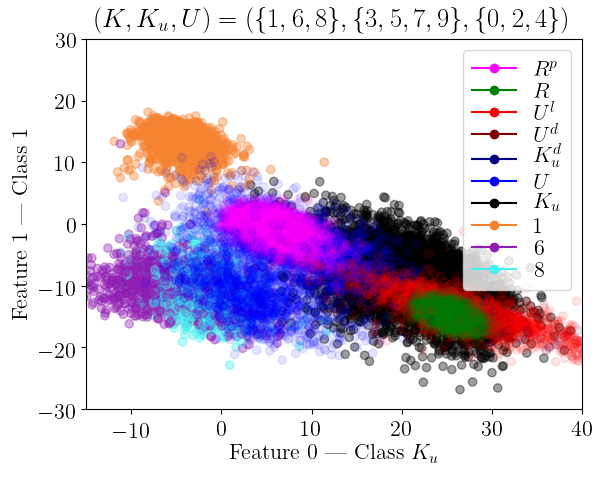 (K, K_u, U) = ({1, 6, 8}, {3, 5, 7, 9}, {0, 2, 4})
30
20
10
0
−10
−20
−30
Feature 1 — Class 1
R^p
R
U^l
U^d
K_u^d
U
K_u
1
6
8
−10 0 10 20 30 40
Feature 0 — Class K_u